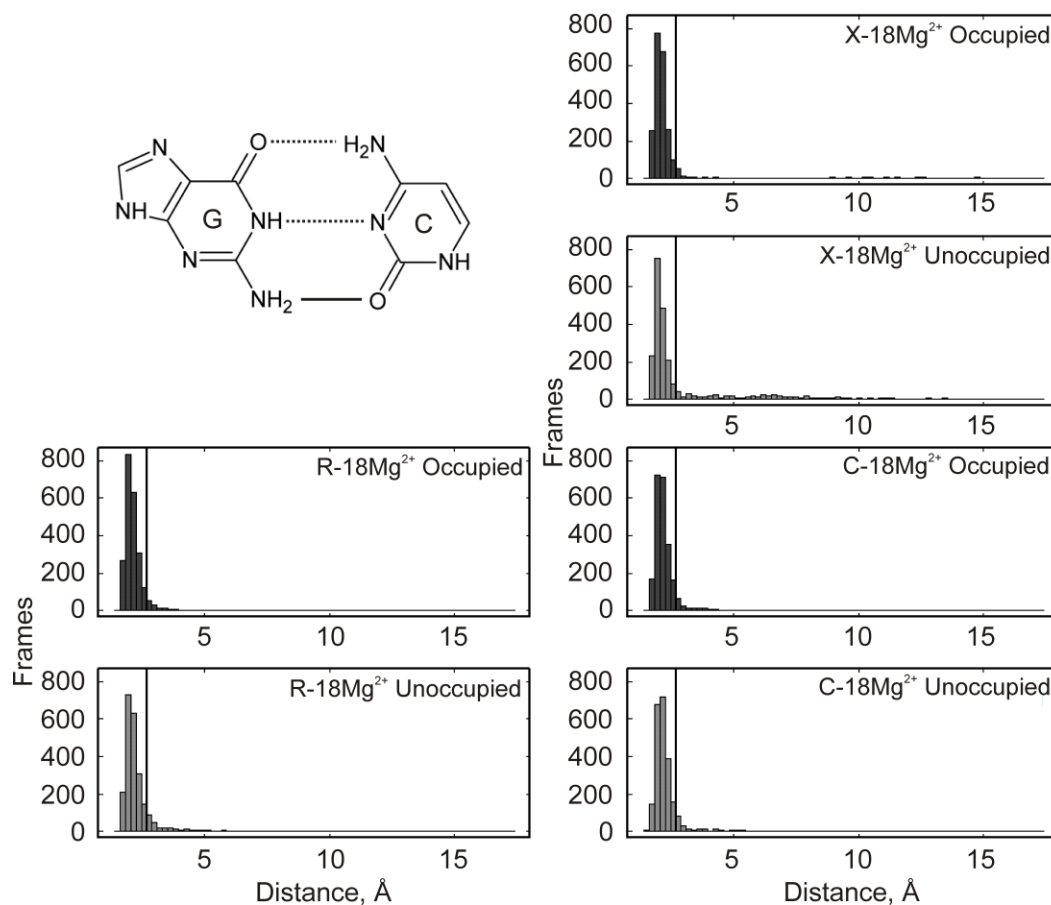 O
H₂N
N
NH
G
NH
N
N
C
NH
N
NH₂
O
X-18Mg²⁺ Occupied
800
600
400
200
0
5
10
15
X-18Mg²⁺ Unoccupied
800
600
400
200
0
5
10
15
Frames
R-18Mg²⁺ Occupied
800
600
400
200
0
5
10
15
C-18Mg²⁺ Occupied
800
600
400
200
0
5
10
15
Frames
R-18Mg²⁺ Unoccupied
800
600
400
200
0
5
10
15
Distance, Å
C-18Mg²⁺ Unoccupied
800
600
400
200
0
5
10
15
Distance, Å